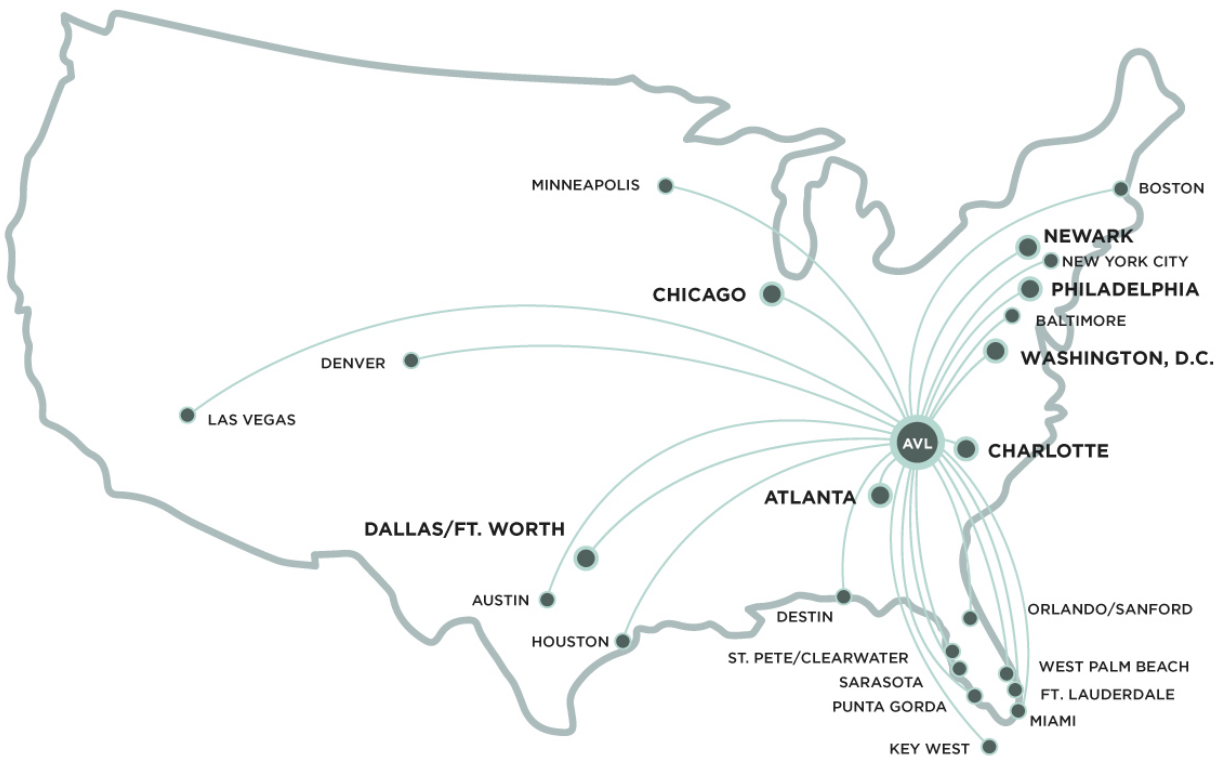 MINNEAPOLIS
BOSTON
NEWARK
NEW YORK CITY
CHICAGO
PHILADELPHIA
BALTIMORE
WASHINGTON, D.C.
DENVER
LAS VEGAS
AVL
CHARLOTTE
ATLANTA
DALLAS/FT. WORTH
AUSTIN
DESTIN
ORLANDO/SANFORD
HOUSTON
ST. PETE/CLEARWATER
WEST PALM BEACH
SARASOTA
FT. LAUDERDALE
PUNTA GORDA
MIAMI
KEY WEST